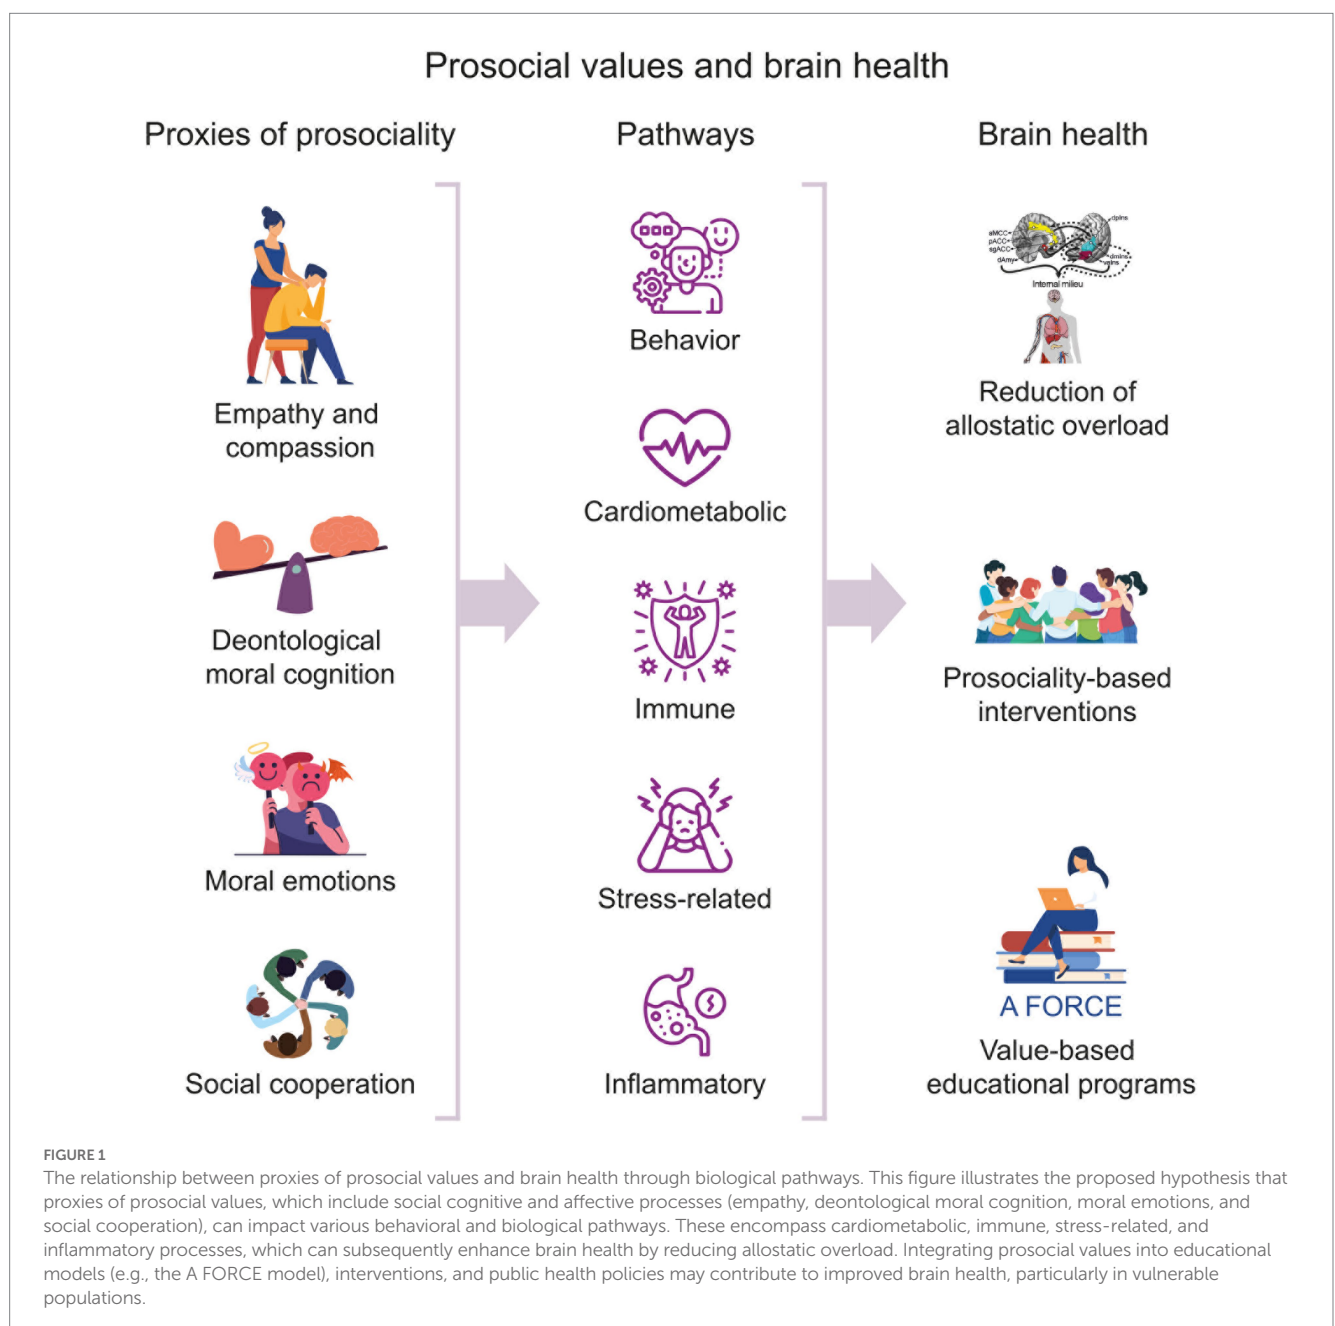 Prosocial values and brain health
Proxies of prosociality
Pathways
Brain health
Empathy and
compassion
Deontological
moral cognition
Moral emotions
Social cooperation
Behavior
Cardiometabolic
Immune
Stress-related
Inflammatory
aMCC
pACC
sgACC
dAmy
dpIns
dmIns
vaIns
Internal milieu
Reduction of
allostatic overload
Prosociality-based
interventions
A FORCE
Value-based
educational programs
FIGURE 1
The relationship between proxies of prosocial values and brain health through biological pathways. This figure illustrates the proposed hypothesis that
proxies of prosocial values, which include social cognitive and affective processes (empathy, deontological moral cognition, moral emotions, and
social cooperation), can impact various behavioral and biological pathways. These encompass cardiometabolic, immune, stress-related, and
inflammatory processes, which can subsequently enhance brain health by reducing allostatic overload. Integrating prosocial values into educational
models (e.g., the A FORCE model), interventions, and public health policies may contribute to improved brain health, particularly in vulnerable
populations.